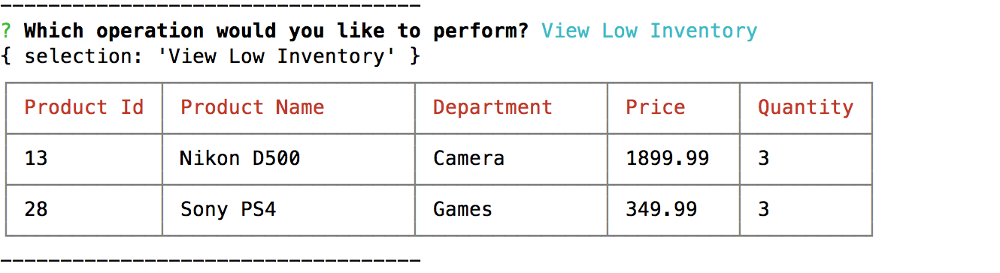 -----------------------------------
? Which operation would you like to perform? View Low Inventory
{ selection: 'View Low Inventory' }
Product Id Product Name Department Price Quantity
13 Nikon D500 Camera 1899.99 3
28 Sony PS4 Games 349.99 3
-----------------------------------